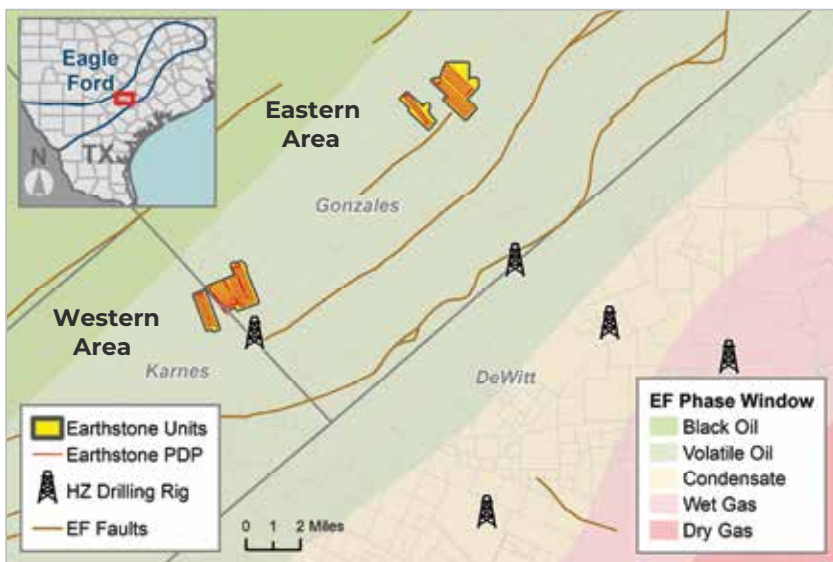 Eagle
Ford
TX
N
Eastern
Area
Gonzales
Western
Area
Karnes
DeWitt
Earthstone Units
Earthstone PDP
HZ Drilling Rig
EF Faults
0 1 2 Miles
EF Phase Window
Black Oil
Volatile Oil
Condensate
Wet Gas
Dry Gas